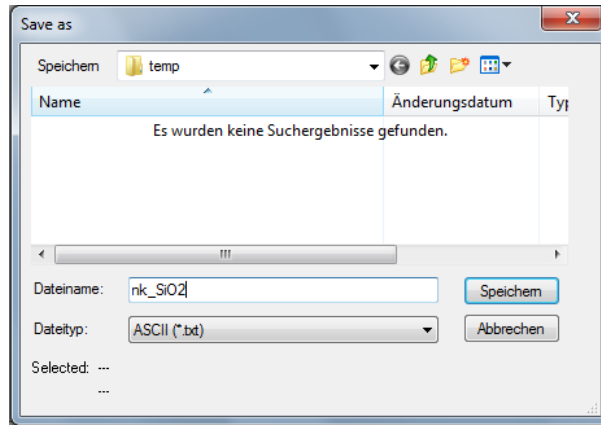 Save as
Speichern temp
Name Änderungsdatum Typ
Es wurden keine Suchergebnisse gefunden.
Dateiname: nk_SiO2 Speichern
Dateityp: ASCII (*.txt) Abbrechen
Selected: ---
---